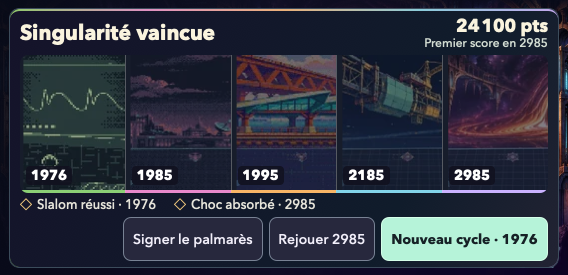 Singularité vaincue
24 100 pts
Premier score en 2985
1976
1985
1995
2185
2985
Slalom réussi · 1976
Choc absorbé · 2985
Signer le palmarès
Rejouer 2985
Nouveau cycle · 1976